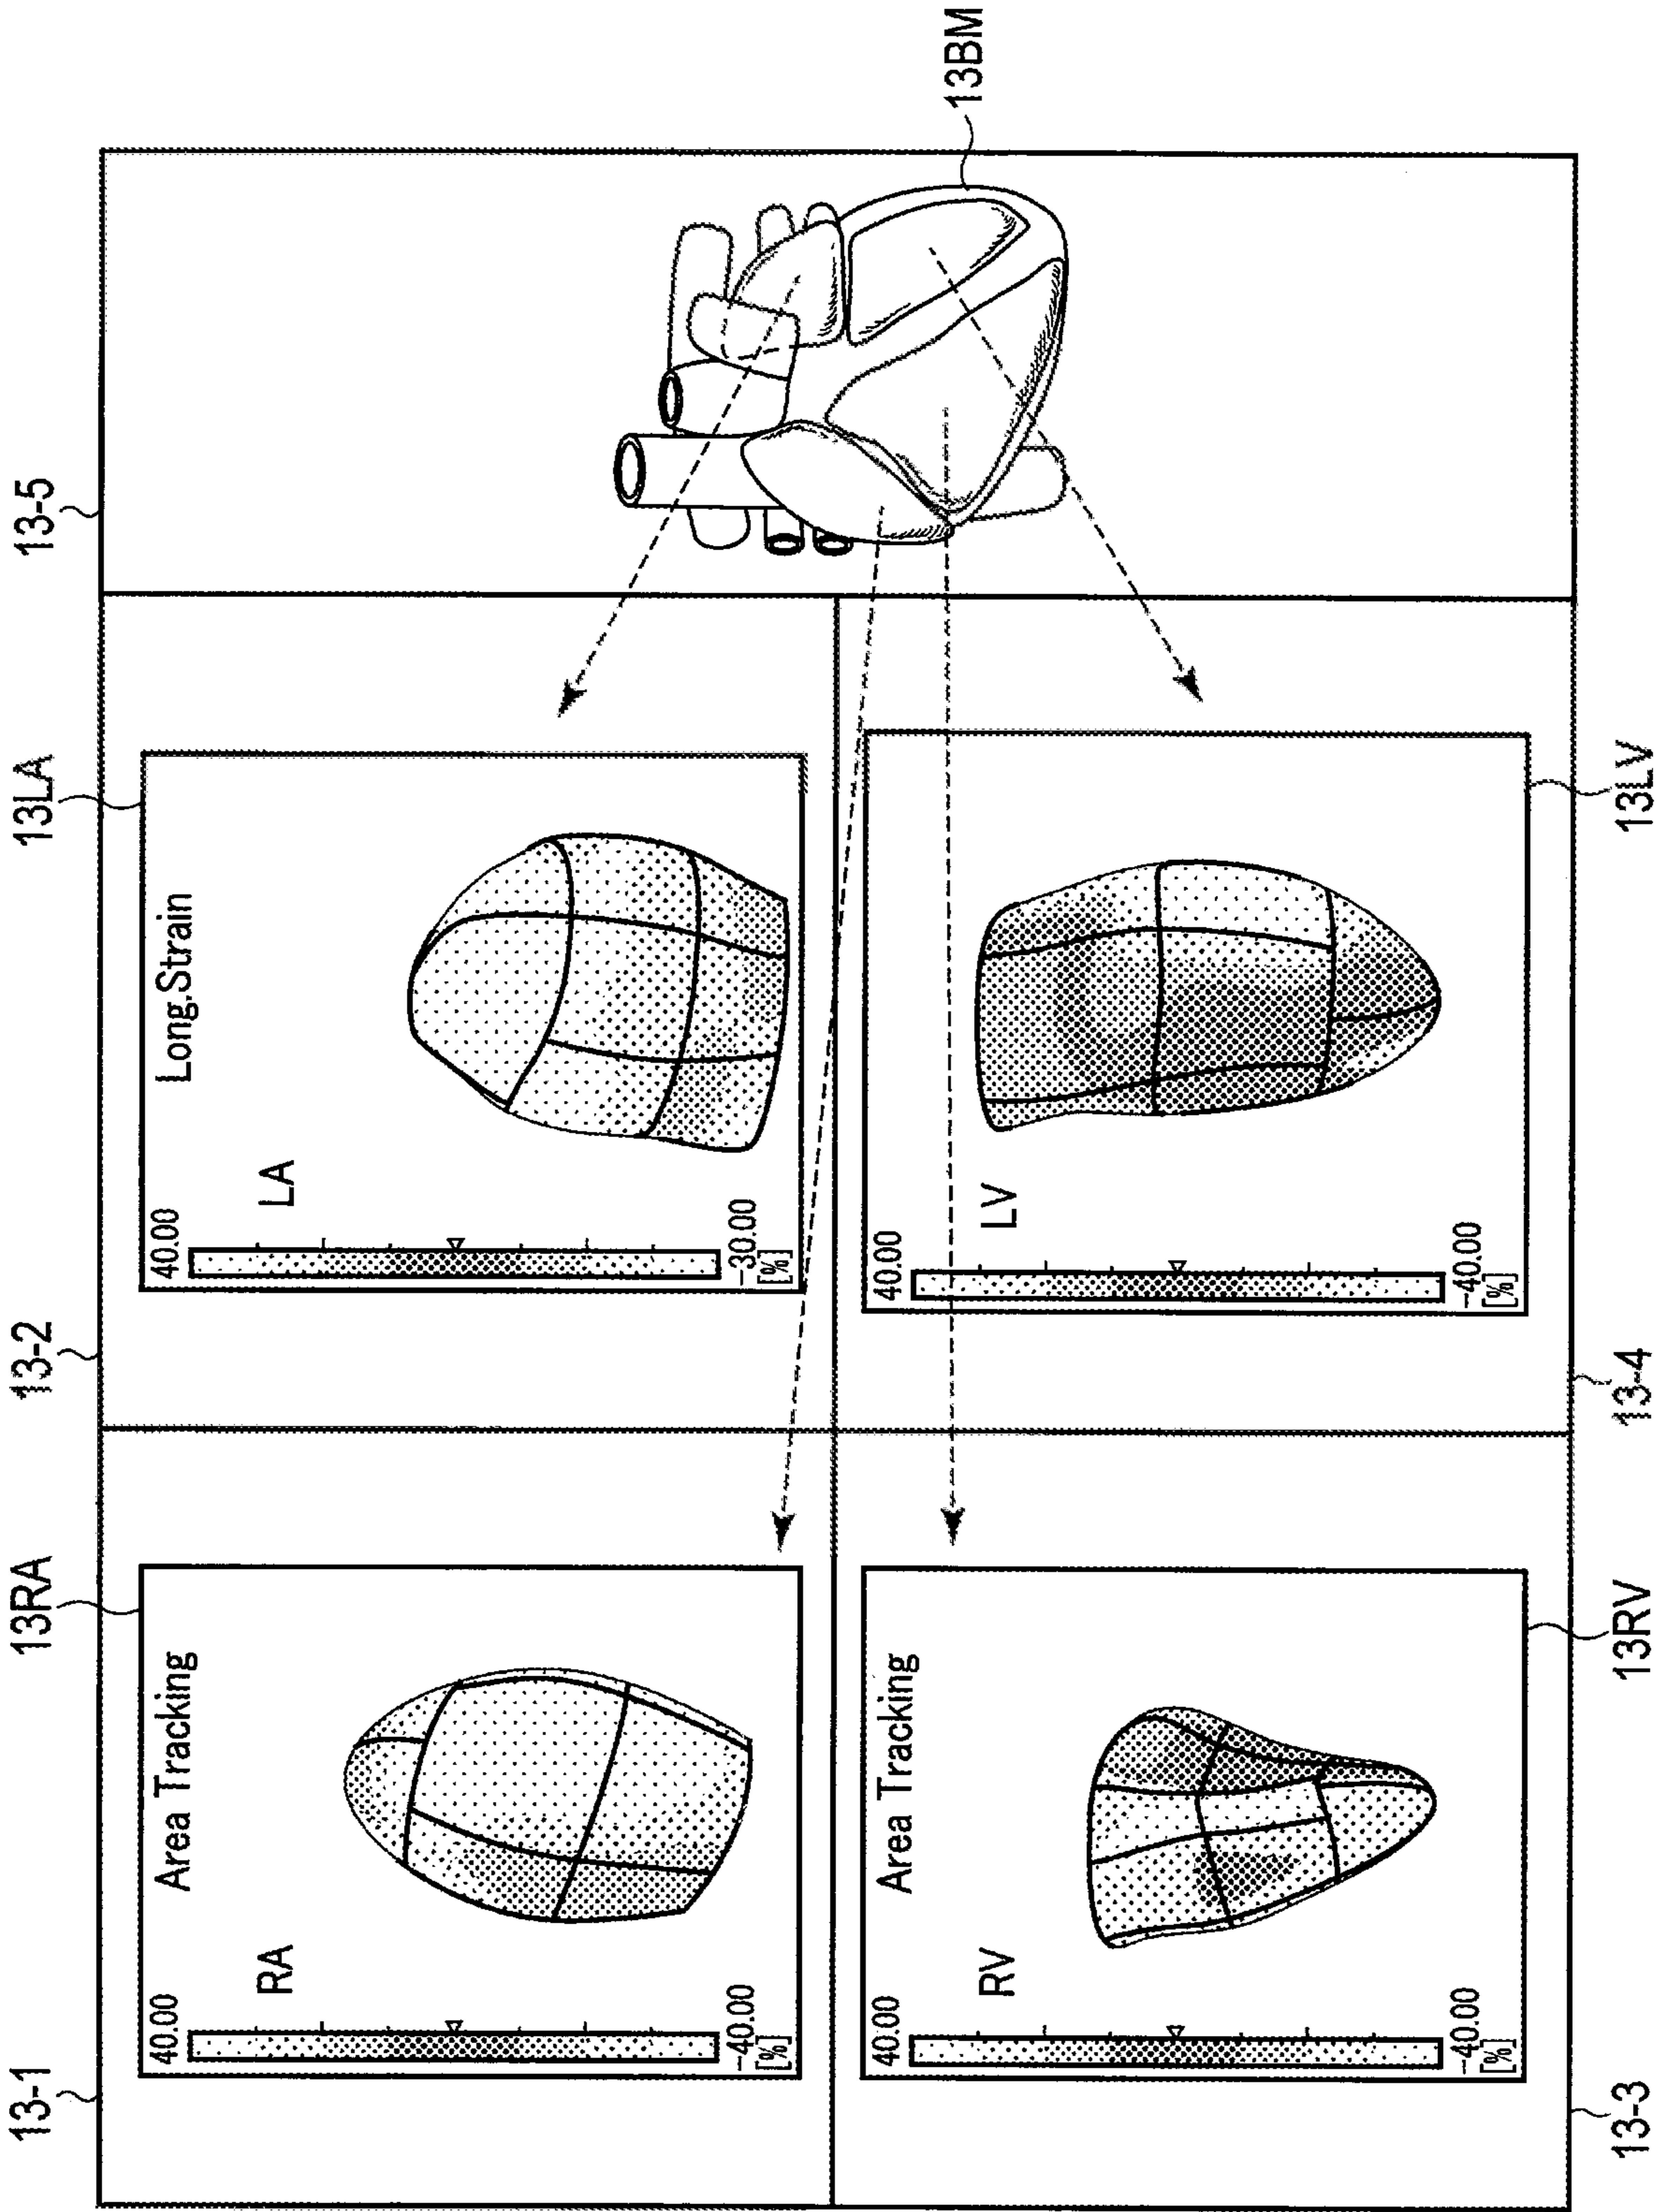 13-1
13RA
13-2
13LA
13-5
Area Tracking
40.00
RA
-40.00
[%]
Long.Strain
40.00
LA
-30.00
[%]
13BM
Area Tracking
40.00
RV
-40.00
[%]
40.00
LV
-40.00
[%]
13-3
13RV
13-4
13LV